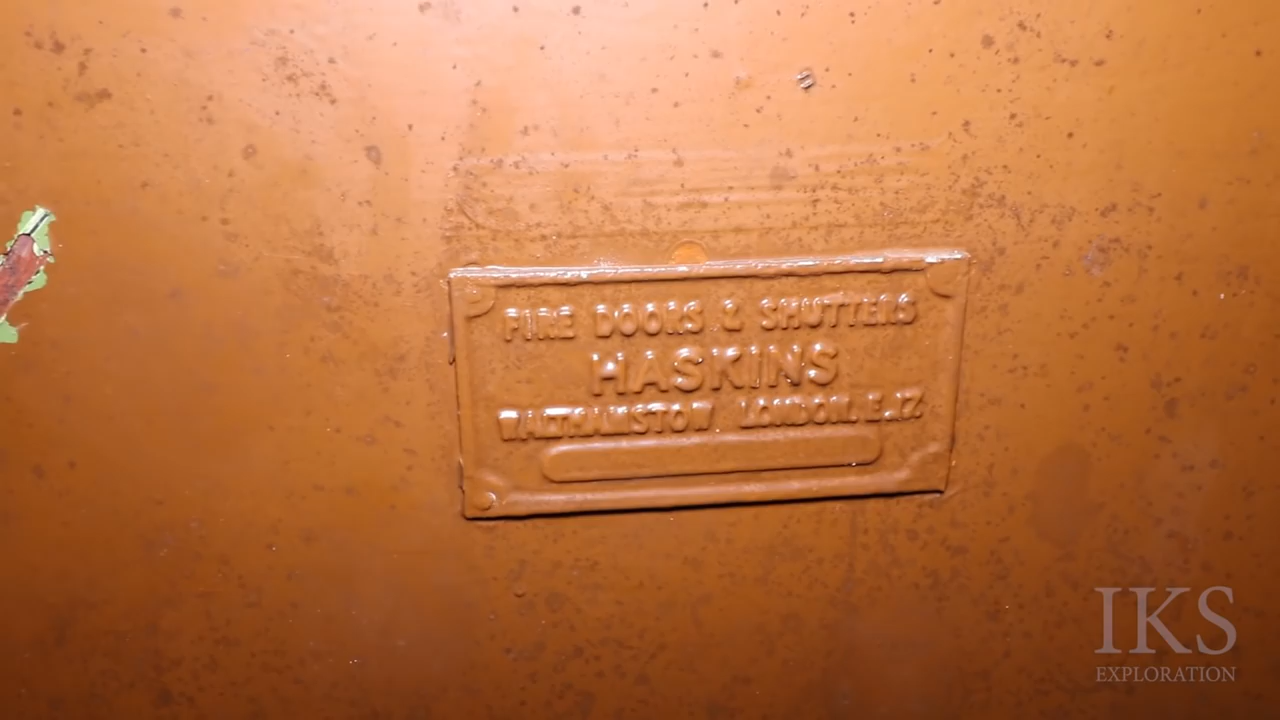 FIRE DOORS & SHUTTERS
HASKINS
WALTHAMSTOW LONDON. E.17.
IKS
EXPLORATION